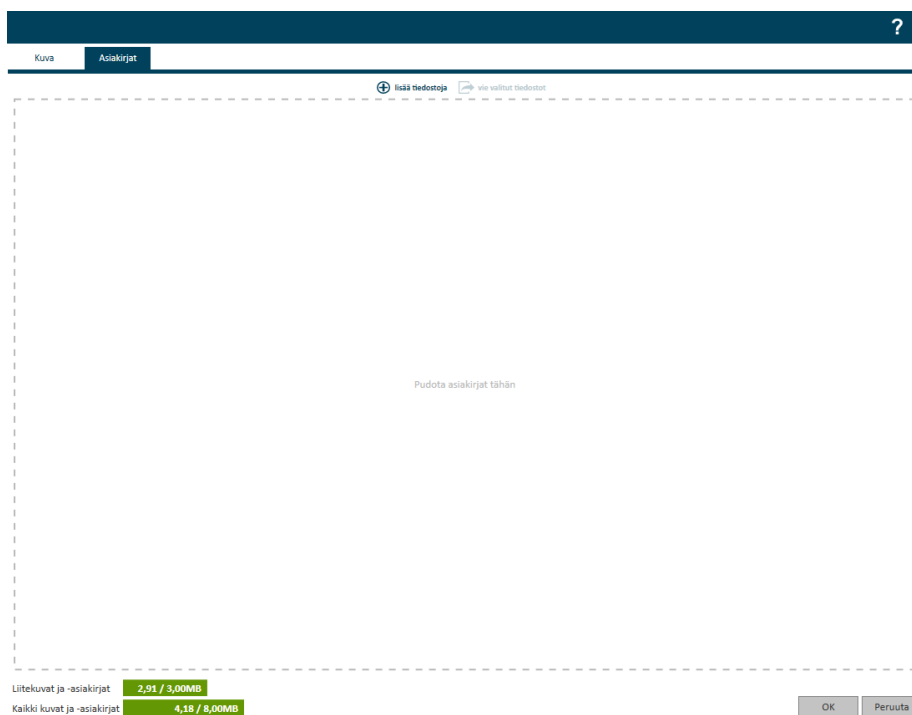 ?
Kuva Asiakirjat
lisää tiedostoja vie valitut tiedostot
Pudota asiakirjat tähän
Liitekuvat ja -asiakirjat 2,91 / 3,00MB
Kaikki kuvat ja -asiakirjat 4,18 / 8,00MB
OK Peruuta